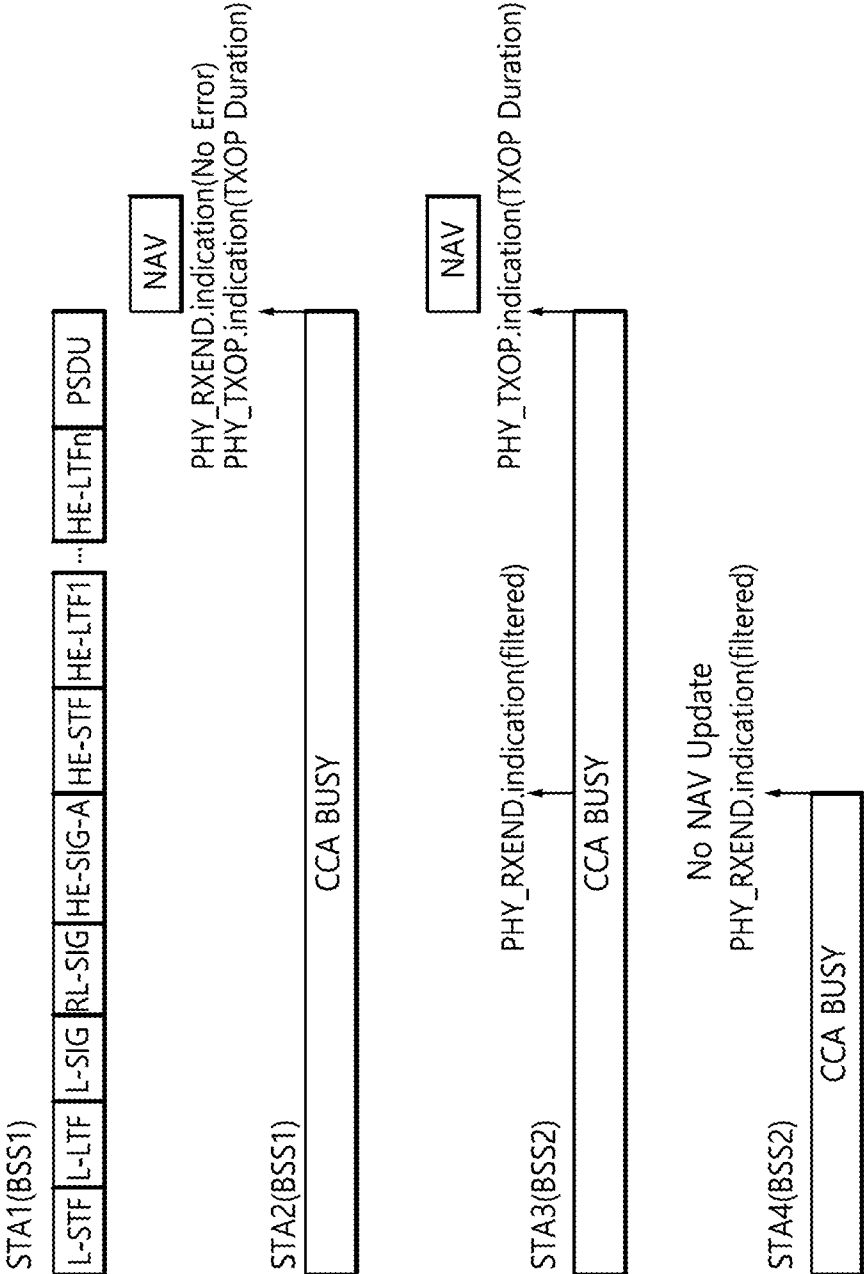 STA1(BSS1)
L-STF L-LTF L-SIG RL-SIG HE-SIG-A HE-STF HE-LTF1 ... HE-LTFn PSDU
NAV
PHY_RXEND.indication(No Error)
PHY_TXOP.indication(TXOP Duration)
STA2(BSS1)
CCA BUSY
NAV
PHY_RXEND.indication(filtered)
PHY_TXOP.indication(TXOP Duration)
STA3(BSS2)
CCA BUSY
No NAV Update
PHY_RXEND.indication(filtered)
STA4(BSS2)
CCA BUSY